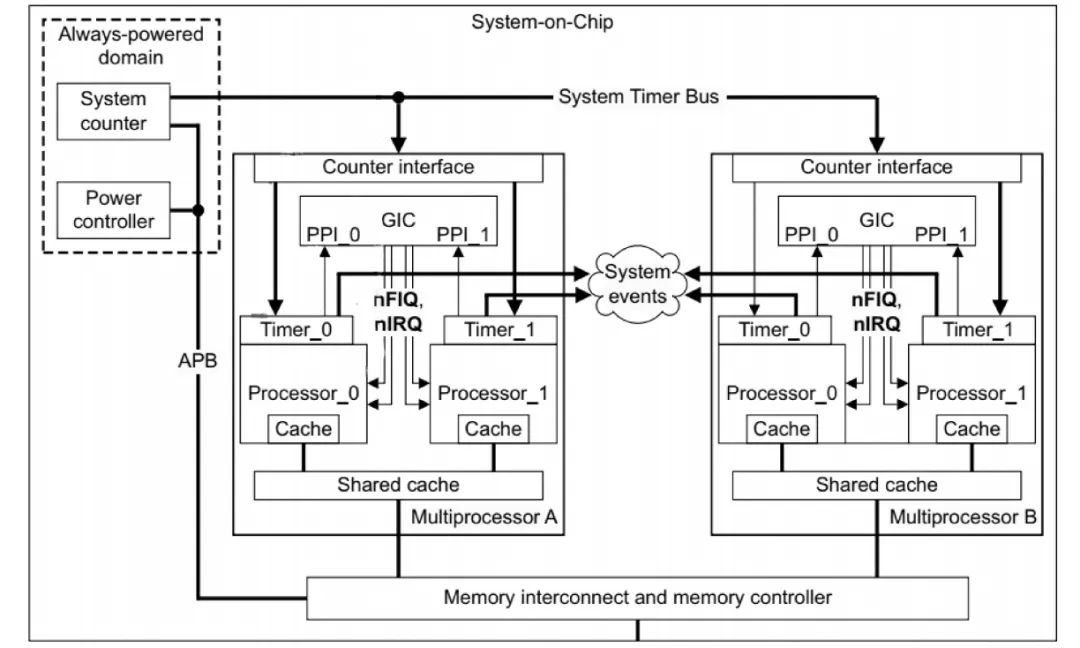 System-on-Chip
Always-powered
domain
System
counter
Power
controller
System Timer Bus
APB
Counter interface
GIC
PPI_0
PPI_1
nFIQ,
nIRQ
Timer_0
Timer_1
Processor_0
Processor_1
Cache
Cache
Shared cache
Multiprocessor A
System
events
Counter interface
GIC
PPI_0
PPI_1
nFIQ,
nIRQ
Timer_0
Timer_1
Processor_0
Processor_1
Cache
Cache
Shared cache
Multiprocessor B
Memory interconnect and memory controller